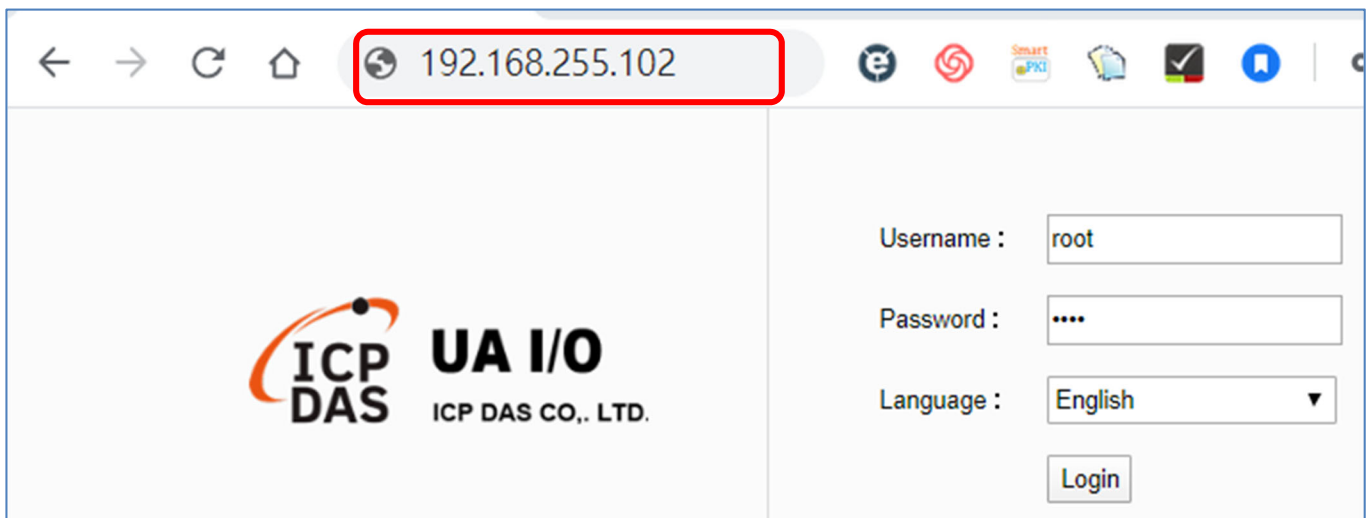 192.168.255.102
Smart
PKI
Username :
root
Password :
••••
Language :
English
Login
ICP
DAS
UA I/O
ICP DAS CO,. LTD.